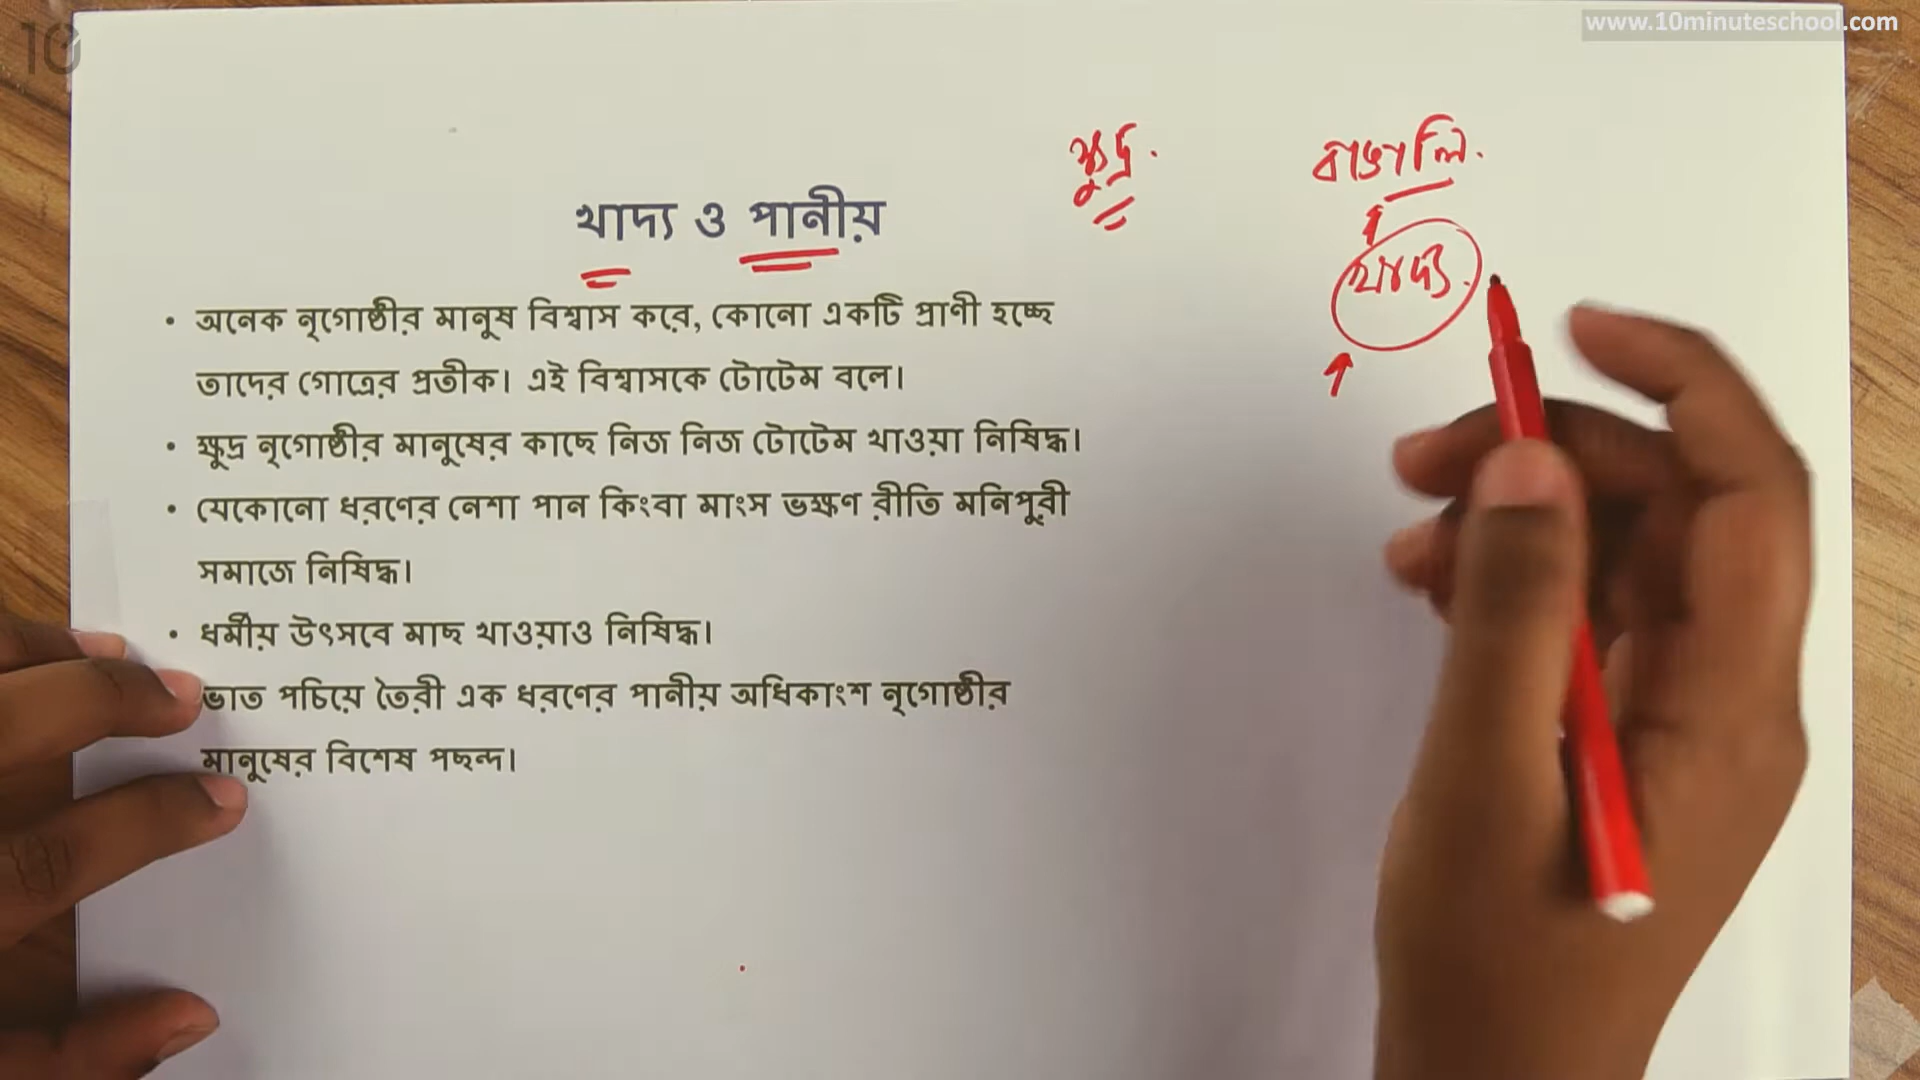 10
www.10minuteschool.com
ক্ষুদ্র.
বাঙালি.
খাদ্য ও পানীয়
খাদ্য.
• অনেক নৃগোষ্ঠীর মানুষ বিশ্বাস করে, কোনো একটি প্রাণী হচ্ছে
তাদের গোত্রের প্রতীক। এই বিশ্বাসকে টোটেম বলে।
• ক্ষুদ্র নৃগোষ্ঠীর মানুষের কাছে নিজ নিজ টোটেম খাওয়া নিষিদ্ধ।
• যেকোনো ধরণের নেশা পান কিংবা মাংস ভক্ষণ রীতি মনিপুরী
সমাজে নিষিদ্ধ।
• ধর্মীয় উৎসবে মাছ খাওয়াও নিষিদ্ধ।
ভাত পচিয়ে তৈরী এক ধরণের পানীয় অধিকাংশ নৃগোষ্ঠীর
মানুষের বিশেষ পছন্দ।